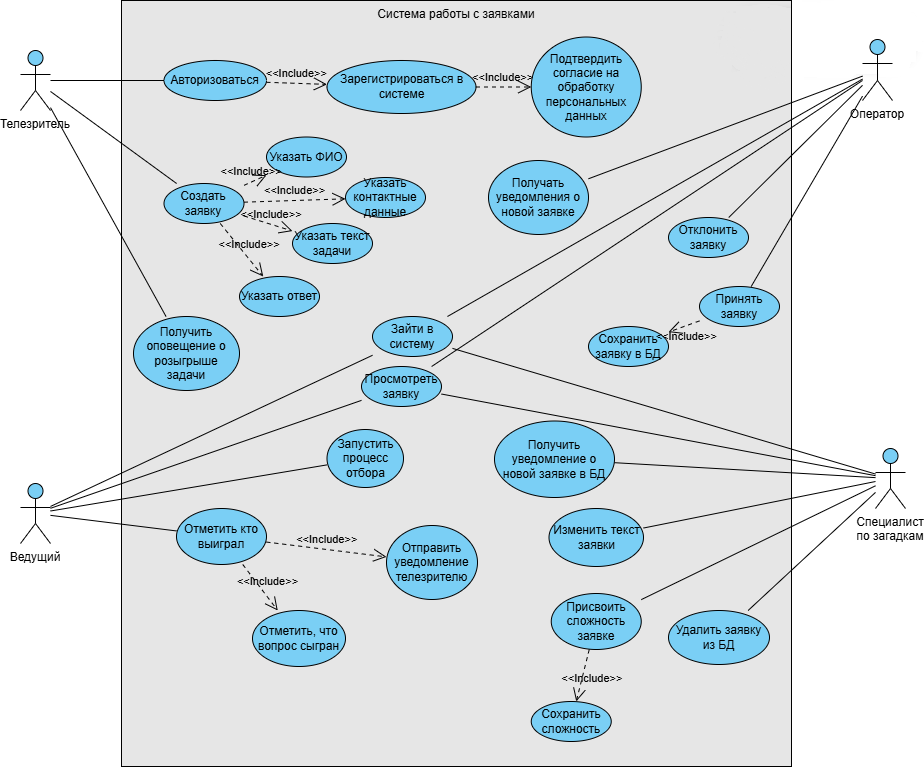 Система работы с заявками
Телезритель
Оператор
Авторизоваться
<<Include>>
Зарегистрироваться в
системе
<<Include>>
Подтвердить
согласие на
обработку
персональных
данных
Указать ФИО
<<Include>>
Создать
заявку
<<Include>>
Указать
контактные
данные
<<Include>>
Указать текст
задачи
<<Include>>
Указать ответ
Получать
уведомления о
новой заявке
Отклонить
заявку
Принять
заявку
<<Include>>
Сохранить
заявку в БД
Получить
оповещение о
розыгрыше
задачи
Зайти в
систему
Просмотреть
заявку
Запустить
процесс
отбора
Получить
уведомление о
новой заявке в БД
Ведущий
Специалист
по загадкам
Отметить кто
выиграл
<<Include>>
Отправить
уведомление
телезрителю
<<Include>>
Отметить, что
вопрос сыгран
Изменить текст
заявки
Присвоить
сложность
заявке
Удалить заявку
из БД
<<Include>>
Сохранить
сложность